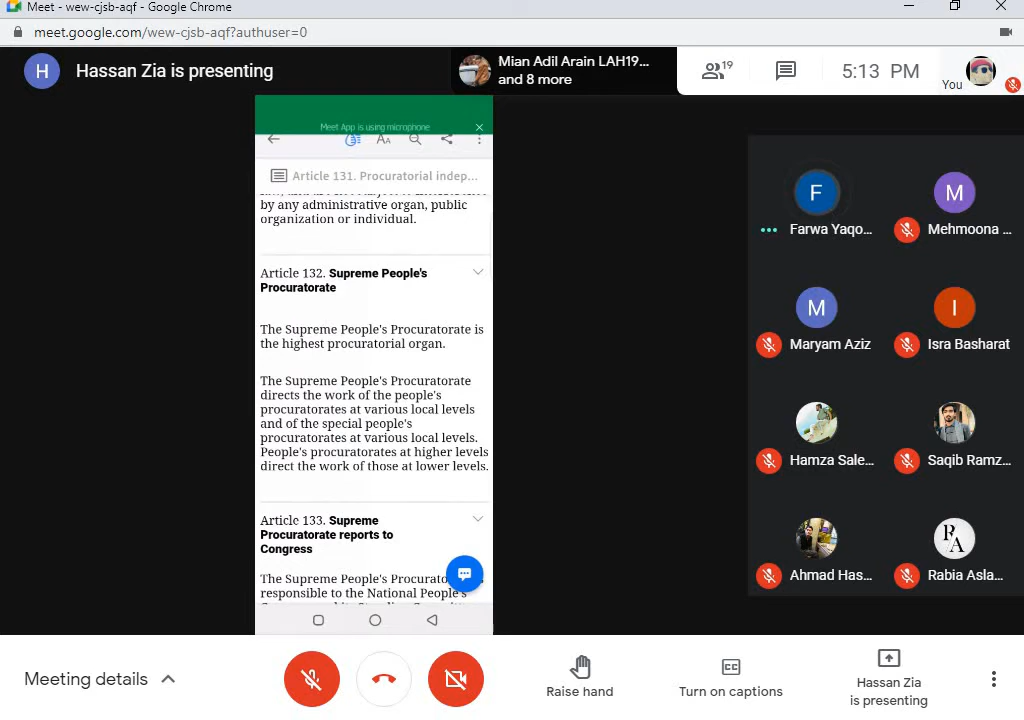 Meet - wew-cjsb-aqf - Google Chrome
meet.google.com/wew-cjsb-aqf?authuser=0
H
Hassan Zia is presenting
Mian Adil Arain LAH19...
and 8 more
19
5:13 PM
You
Meet App is using microphone
AA
Article 131. Procuratorial indep...
by any administrative organ, public
organization or individual.
Article 132. Supreme People's
Procuratorate
The Supreme People's Procuratorate is
the highest procuratorial organ.
The Supreme People's Procuratorate
directs the work of the people's
procuratorates at various local levels
and of the special people's
procuratorates at various local levels.
People's procuratorates at higher levels
direct the work of those at lower levels.
Article 133. Supreme
Procuratorate reports to
Congress
The Supreme People's Procurato
responsible to the National People's
F
Farwa Yaqo...
M
Mehmoona ...
M
Maryam Aziz
I
Isra Basharat
Hamza Sale...
Saqib Ramz...
Ahmad Has...
RA
Rabia Asla...
Meeting details
Raise hand
CC
Turn on captions
Hassan Zia
is presenting